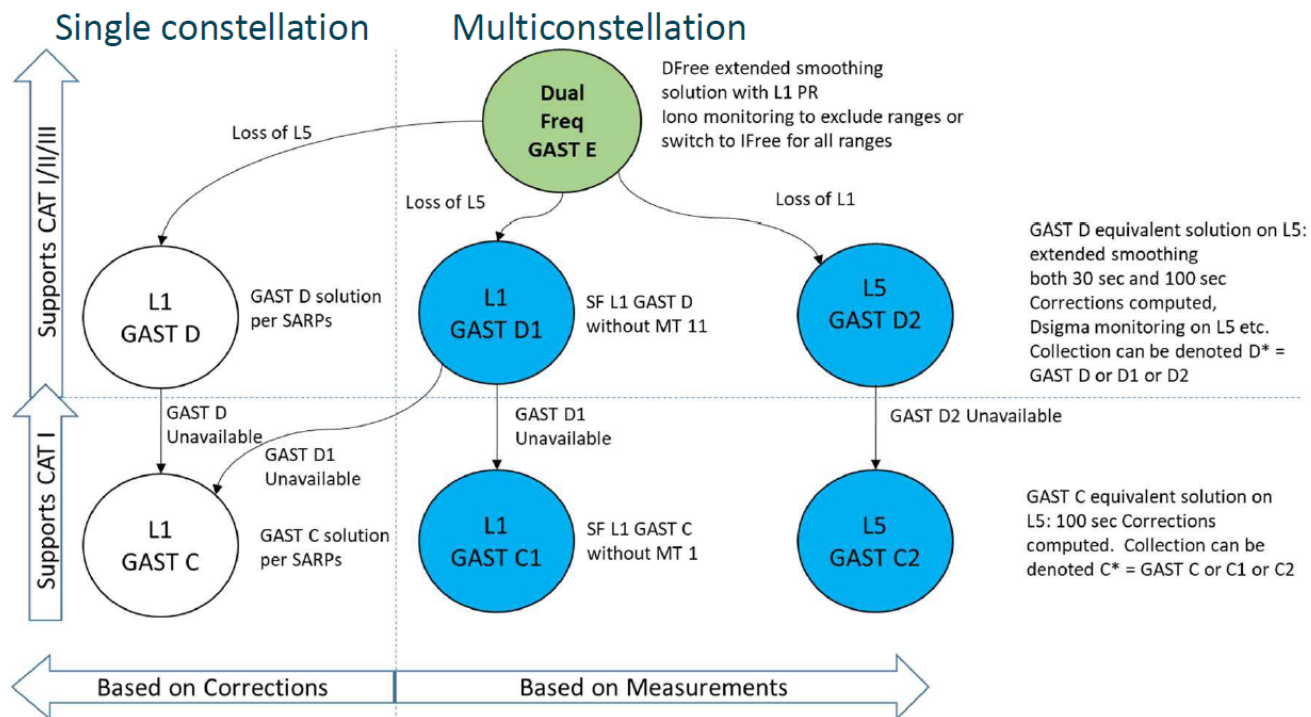 Single constellation
Multiconstellation
Supports CAT I/II/III
Dual
Freq
GAST E
DFree extended smoothing
solution with L1 PR
Iono monitoring to exclude ranges or
switch to IFree for all ranges
Loss of L5
Loss of L5
Loss of L1
L1
GAST D
GAST D solution
per SARPs
L1
GAST D1
SF L1 GAST D
without MT 11
L5
GAST D2
GAST D equivalent solution on L5:
extended smoothing
both 30 sec and 100 sec
Corrections computed,
Dsigma monitoring on L5 etc.
Collection can be denoted D* =
GAST D or D1 or D2
Supports CAT I
GAST D
Unavailable
GAST D1
Unavailable
GAST D1
Unavailable
GAST D2 Unavailable
L1
GAST C
GAST C solution
per SARPs
L1
GAST C1
SF L1 GAST C
without MT 1
L5
GAST C2
GAST C equivalent solution on
L5: 100 sec Corrections
computed. Collection can be
denoted C* = GAST C or C1 or C2
Based on Corrections
Based on Measurements